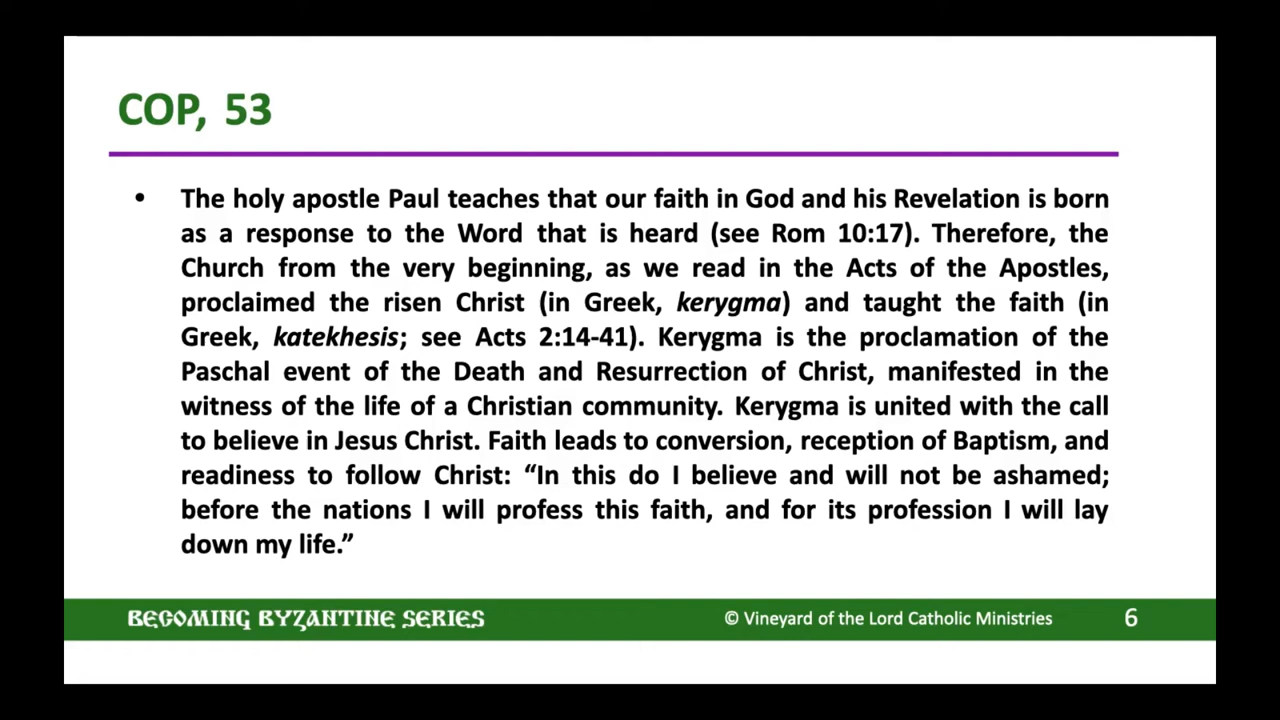 COP, 53
• The holy apostle Paul teaches that our faith in God and his Revelation is born
as a response to the Word that is heard (see Rom 10:17). Therefore, the
Church from the very beginning, as we read in the Acts of the Apostles,
proclaimed the risen Christ (in Greek, kerygma) and taught the faith (in
Greek, katekhesis; see Acts 2:14-41). Kerygma is the proclamation of the
Paschal event of the Death and Resurrection of Christ, manifested in the
witness of the life of a Christian community. Kerygma is united with the call
to believe in Jesus Christ. Faith leads to conversion, reception of Baptism, and
readiness to follow Christ: “In this do I believe and will not be ashamed;
before the nations I will profess this faith, and for its profession I will lay
down my life.”
BECOMING BYZANTINE SERIES
© Vineyard of the Lord Catholic Ministries
6